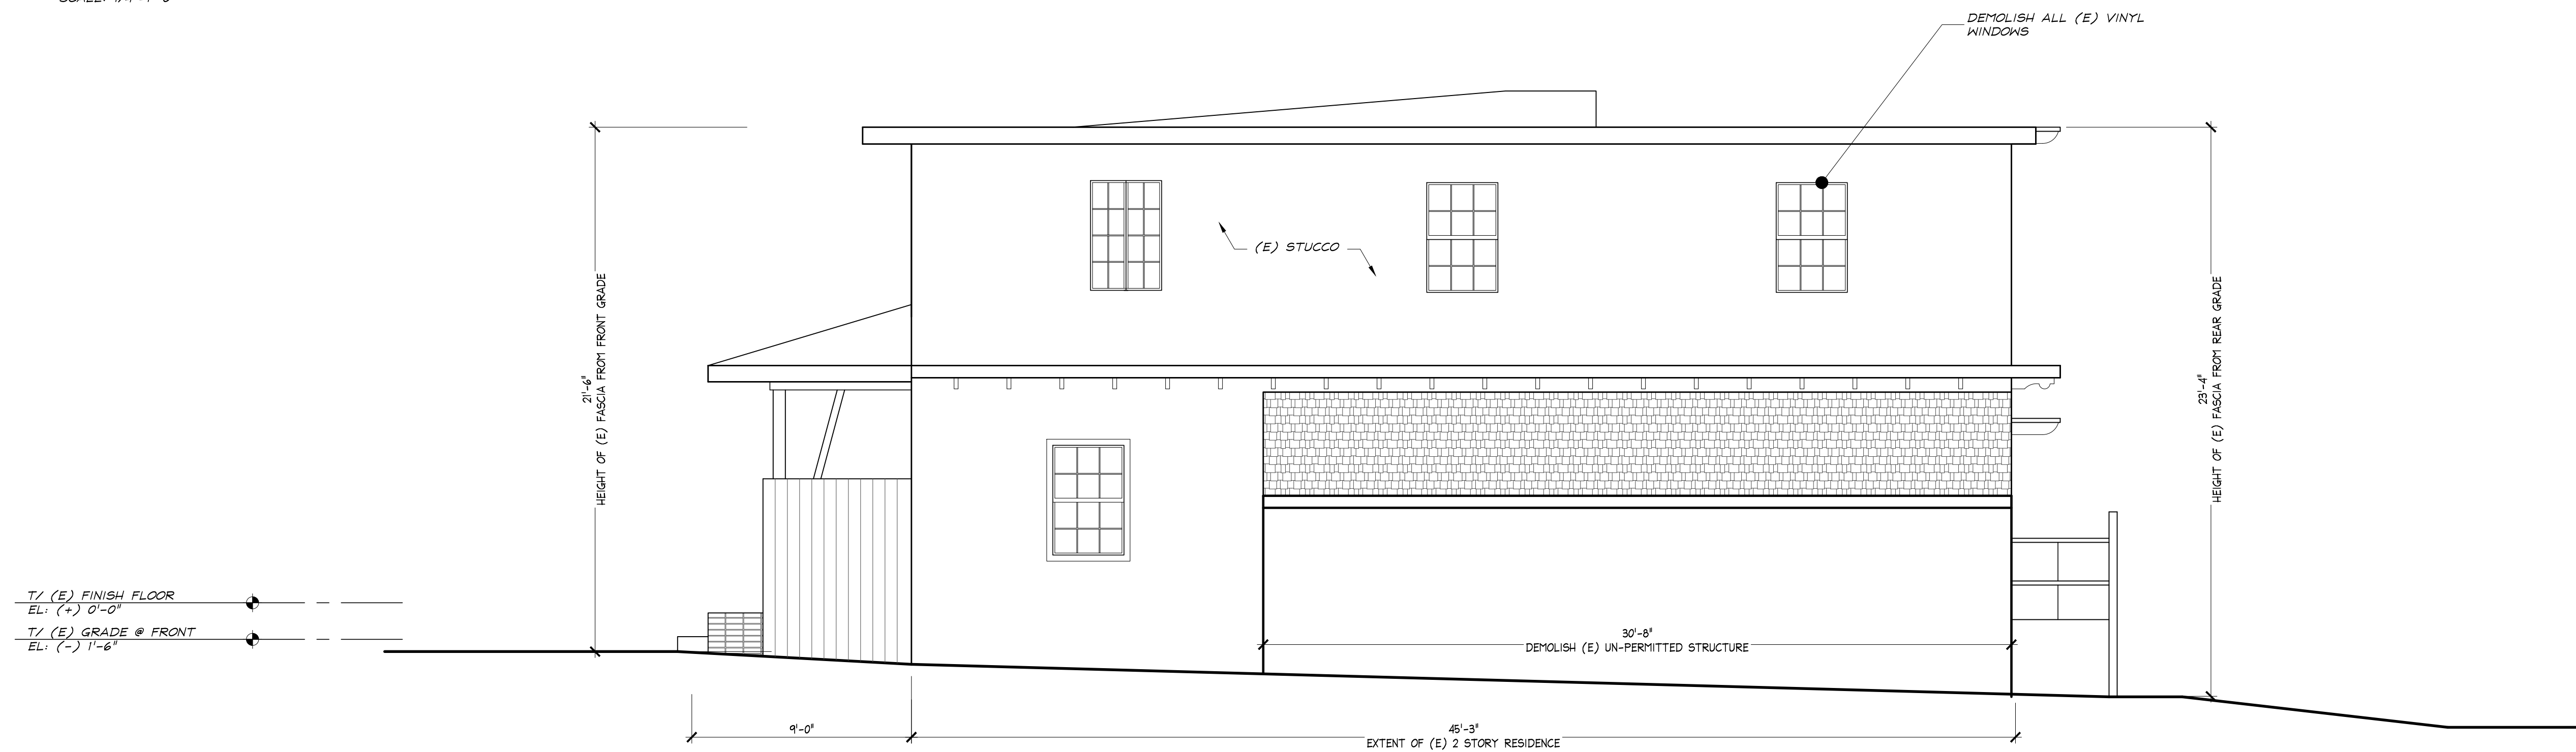 DEMOLISH ALL (E) VINYL
WINDOWS
(E) STUCCO
21'-6"
HEIGHT OF (E) FASCIA FROM FRONT GRADE
23'-4"
HEIGHT OF (E) FASCIA FROM REAR GRADE
T/ (E) FINISH FLOOR
EL: (+) 0'-0"
T/ (E) GRADE @ FRONT
EL: (-) 1'-6"
30'-8"
DEMOLISH (E) UN-PERMITTED STRUCTURE
9'-0"
45'-3"
EXTENT OF (E) 2 STORY RESIDENCE